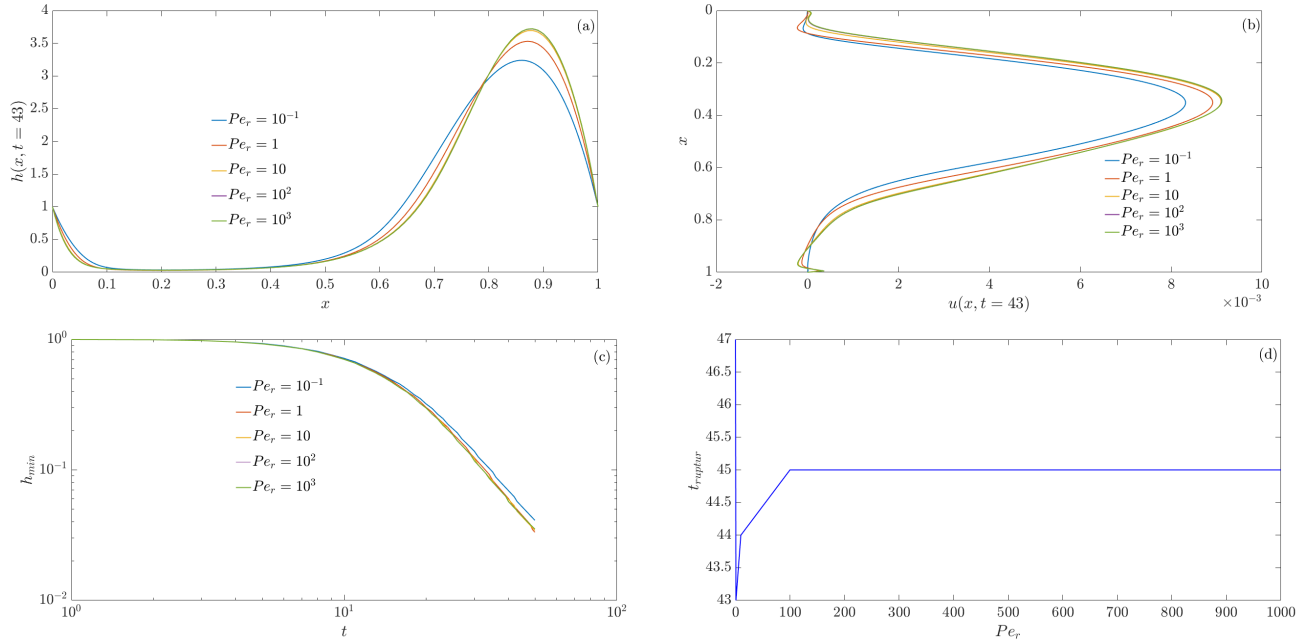 (a)
4
3.5
3
2.5
2
1.5
1
0.5
0
h(x, t = 43)
Pe_r = 10^{-1}
Pe_r = 1
Pe_r = 10
Pe_r = 10^2
Pe_r = 10^3
0 0.1 0.2 0.3 0.4 0.5 0.6 0.7 0.8 0.9 1
x
(b)
0
0.2
0.4
0.6
0.8
1
x
Pe_r = 10^{-1}
Pe_r = 1
Pe_r = 10
Pe_r = 10^2
Pe_r = 10^3
-2 0 2 4 6 8 10
u(x, t = 43)
×10^{-3}
(c)
10^0
10^{-1}
10^{-2}
h_{min}
Pe_r = 10^{-1}
Pe_r = 1
Pe_r = 10
Pe_r = 10^2
Pe_r = 10^3
10^0 10^1 10^2
t
(d)
47
46.5
46
45.5
45
44.5
44
43.5
43
t_{ruptur}
0 100 200 300 400 500 600 700 800 900 1000
Pe_r